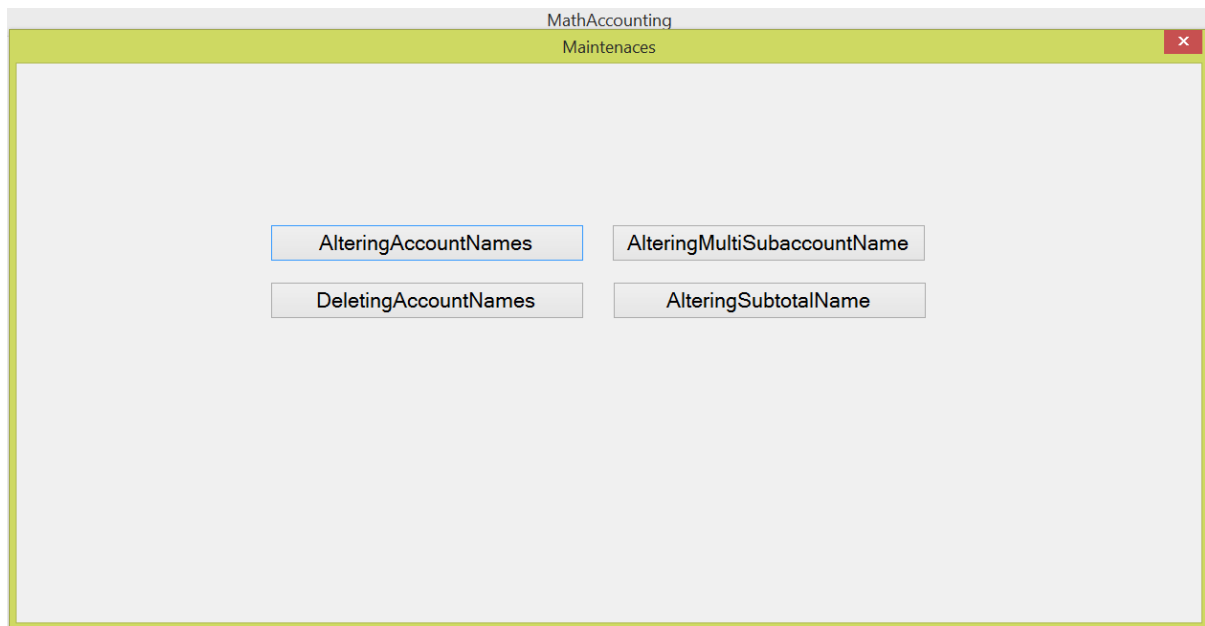 MathAccounting
Maintenaces
AlteringAccountNames
AlteringMultiSubaccountName
DeletingAccountNames
AlteringSubtotalName